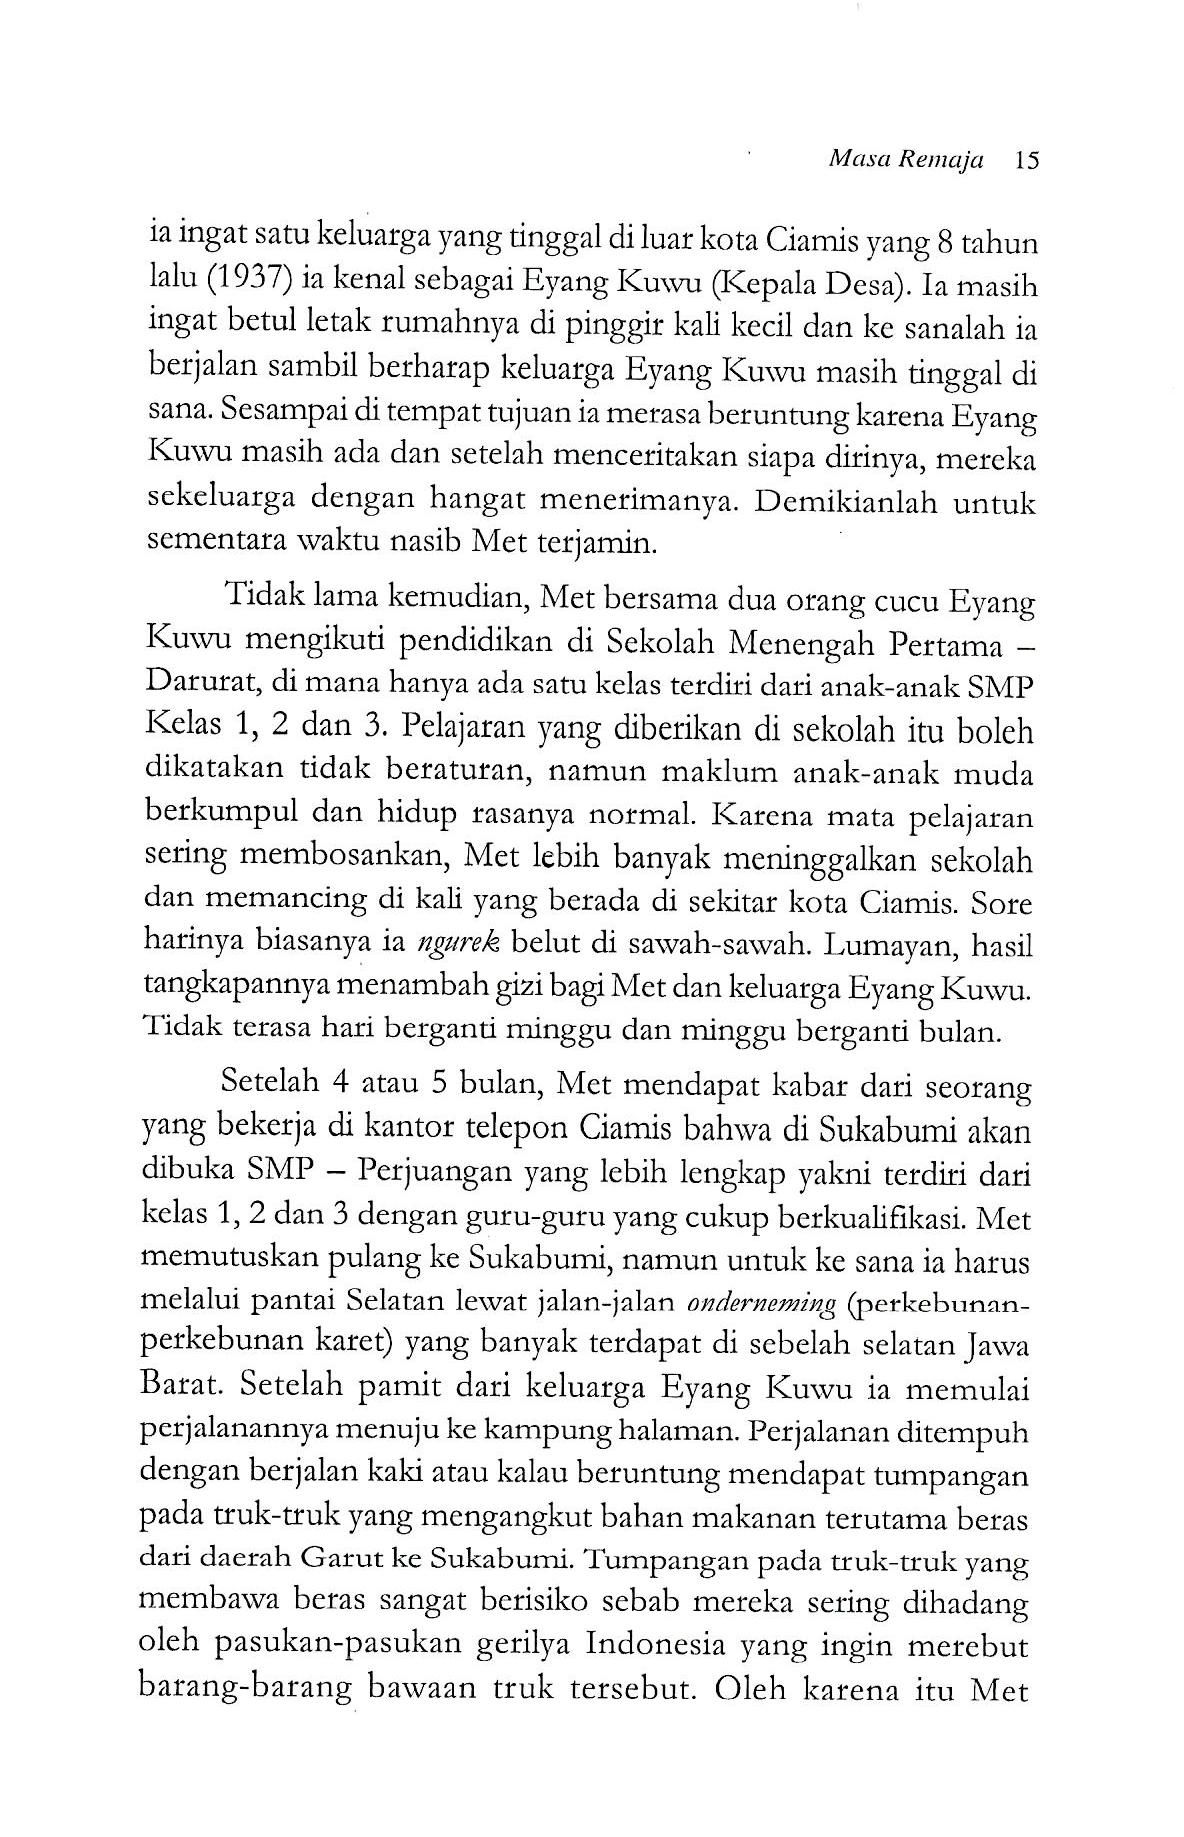 Masa Remaja 15
ia ingat satu keluarga yang tinggal di luar kota Ciamis yang 8 tahun
lalu (1937) ia kenal sebagai Eyang Kuwu (Kepala Desa). Ia masih
ingat betul letak rumahnya di pinggir kali kecil dan ke sanalah ia
berjalan sambil berharap keluarga Eyang Kuwu masih tinggal di
sana. Sesampai di tempat tujuan ia merasa beruntung karena Eyang
Kuwu masih ada dan setelah menceritakan siapa dirinya, mereka
sekeluarga dengan hangat menerimanya. Demikianlah untuk
sementara waktu nasib Met terjamin.
Tidak lama kemudian, Met bersama dua orang cucu Eyang
Kuwu mengikuti pendidikan di Sekolah Menengah Pertama –
Darurat, di mana hanya ada satu kelas terdiri dari anak-anak SMP
Kelas 1, 2 dan 3. Pelajaran yang diberikan di sekolah itu boleh
dikatakan tidak beraturan, namun maklum anak-anak muda
berkumpul dan hidup rasanya normal. Karena mata pelajaran
sering membosankan, Met lebih banyak meninggalkan sekolah
dan memancing di kali yang berada di sekitar kota Ciamis. Sore
harinya biasanya ia ngurek belut di sawah-sawah. Lumayan, hasil
tangkapannya menambah gizi bagi Met dan keluarga Eyang Kuwu.
Tidak terasa hari berganti minggu dan minggu berganti bulan.
Setelah 4 atau 5 bulan, Met mendapat kabar dari seorang
yang bekerja di kantor telepon Ciamis bahwa di Sukabumi akan
dibuka SMP – Perjuangan yang lebih lengkap yakni terdiri dari
kelas 1, 2 dan 3 dengan guru-guru yang cukup berkualifikasi. Met
memutuskan pulang ke Sukabumi, namun untuk ke sana ia harus
melalui pantai Selatan lewat jalan-jalan onderneming (perkebunan-
perkebunan karet) yang banyak terdapat di sebelah selatan Jawa
Barat. Setelah pamit dari keluarga Eyang Kuwu ia memulai
perjalanannya menuju ke kampung halaman. Perjalanan ditempuh
dengan berjalan kaki atau kalau beruntung mendapat tumpangan
pada truk-truk yang mengangkut bahan makanan terutama beras
dari daerah Garut ke Sukabumi. Tumpangan pada truk-truk yang
membawa beras sangat berisiko sebab mereka sering dihadang
oleh pasukan-pasukan gerilya Indonesia yang ingin merebut
barang-barang bawaan truk tersebut. Oleh karena itu Met